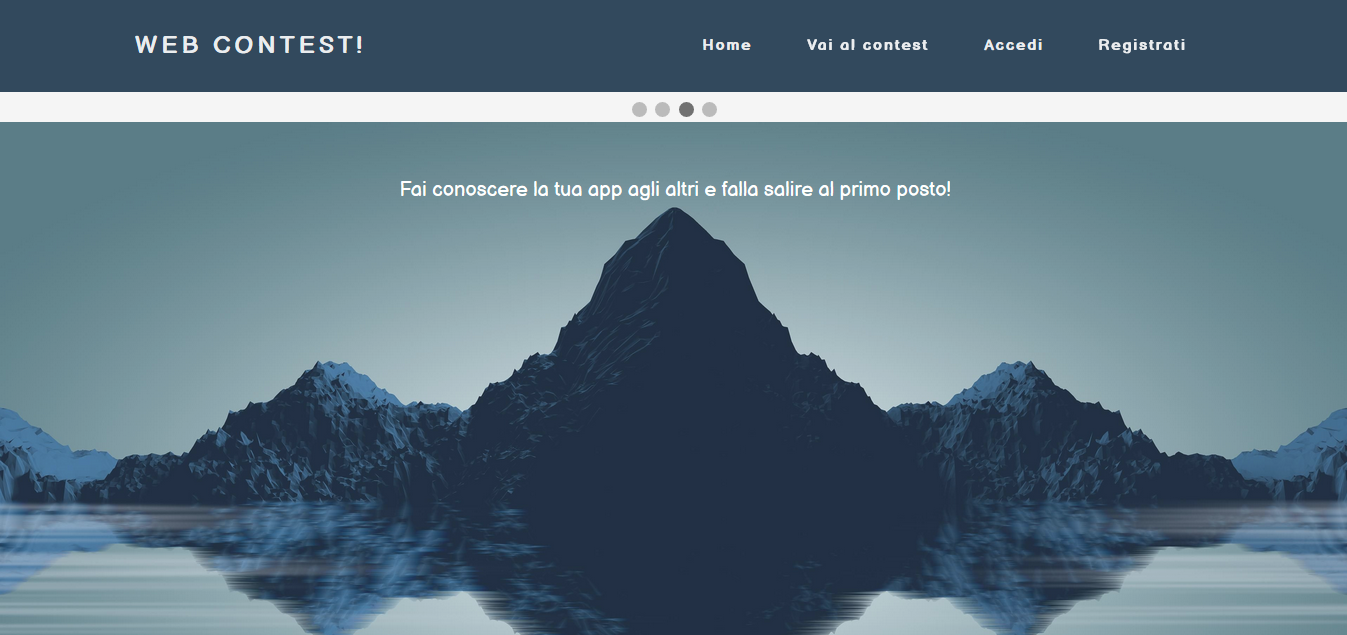 WEB CONTEST!
Home Vai al contest Accedi Registrati
Fai conoscere la tua app agli altri e falla salire al primo posto!